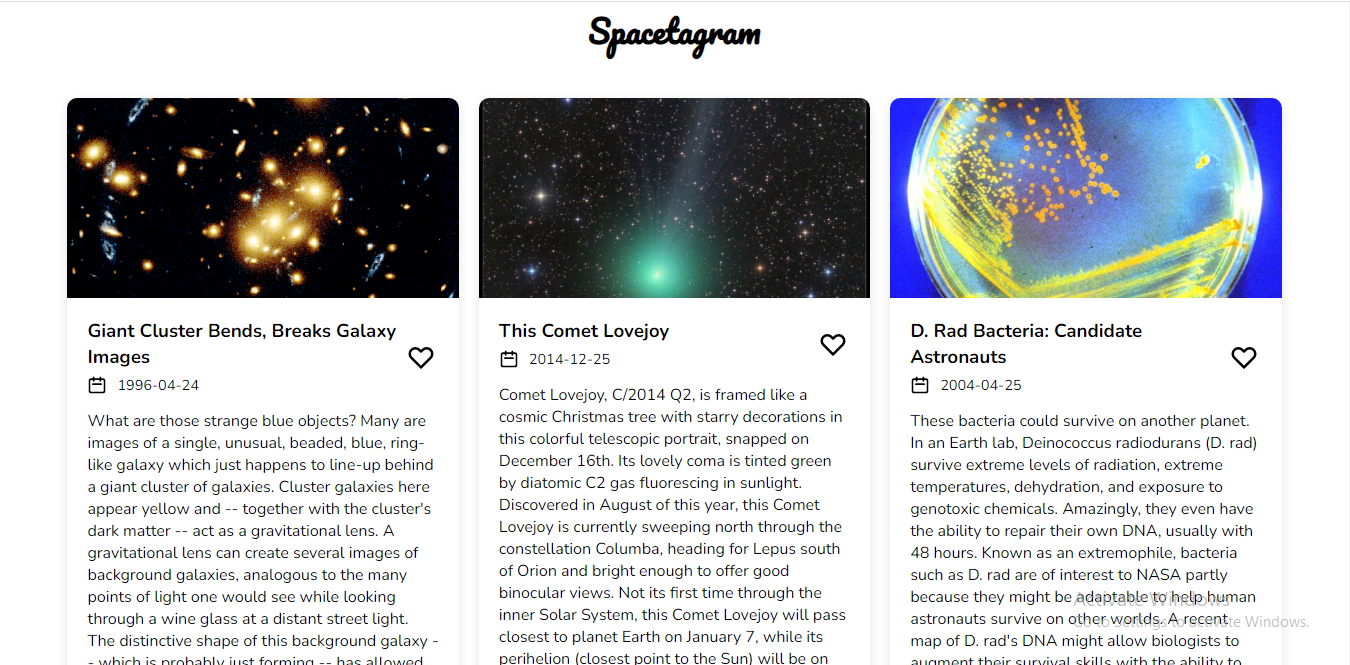 Spacetagram
Giant Cluster Bends, Breaks Galaxy
Images
1996-04-24
What are those strange blue objects? Many are
images of a single, unusual, beaded, blue, ring-
like galaxy which just happens to line-up behind
a giant cluster of galaxies. Cluster galaxies here
appear yellow and -- together with the cluster's
dark matter -- act as a gravitational lens. A
gravitational lens can create several images of
background galaxies, analogous to the many
points of light one would see while looking
through a wine glass at a distant street light.
The distinctive shape of this background galaxy -
- which is probably just forming -- has allowed
This Comet Lovejoy
2014-12-25
Comet Lovejoy, C/2014 Q2, is framed like a
cosmic Christmas tree with starry decorations in
this colorful telescopic portrait, snapped on
December 16th. Its lovely coma is tinted green
by diatomic C2 gas fluorescing in sunlight.
Discovered in August of this year, this Comet
Lovejoy is currently sweeping north through the
constellation Columba, heading for Lepus south
of Orion and bright enough to offer good
binocular views. Not its first time through the
inner Solar System, this Comet Lovejoy will pass
closest to planet Earth on January 7, while its
perihelion (closest point to the Sun) will be on
D. Rad Bacteria: Candidate
Astronauts
2004-04-25
These bacteria could survive on another planet.
In an Earth lab, Deinococcus radiodurans (D. rad)
survive extreme levels of radiation, extreme
temperatures, dehydration, and exposure to
genotoxic chemicals. Amazingly, they even have
the ability to repair their own DNA, usually with
48 hours. Known as an extremophile, bacteria
such as D. rad are of interest to NASA partly
because they might be adaptable to help human
astronauts survive on other worlds. A recent
map of D. rad's DNA might allow biologists to
augment their survival skills with the ability to
Activate Windows
Go to Settings to activate Windows.